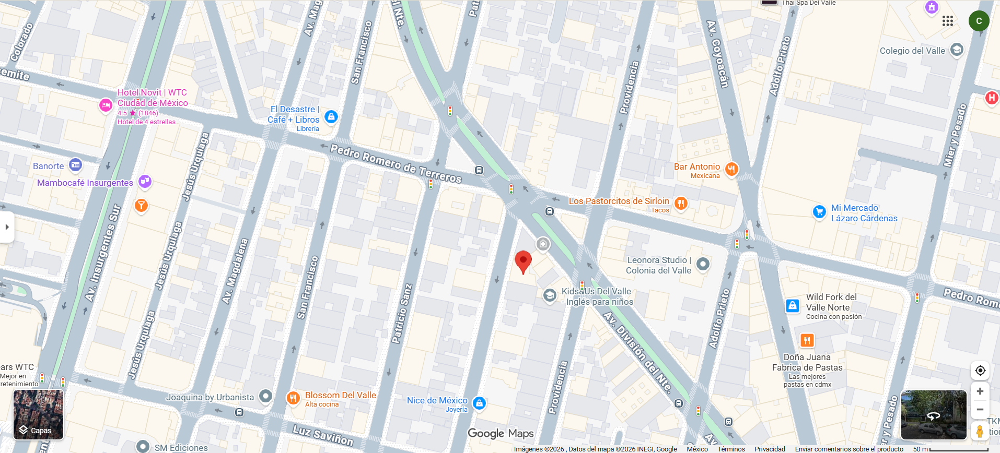 Thai Spa Del Valle
C
Colorado
Av. Mag
San Francisco
el Nte.
Pat
Av. Coyoacán
Adolfo Prieto
Colegio del Valle
emite
Hotel Novit | WTC
Ciudad de México
4.5 ★ (1846)
Hotel de 4 estrellas
El Desastre |
Café + Libros
Librería
Providencia
H
Mier y Pesado
Jesús Urquiaga
Pedro Romero de Terreros
Banorte
Mambocafé Insurgentes
Bar Antonio
Mexicana
Los Pastorcitos de Sirloin
Tacos
Mi Mercado
Lázaro Cárdenas
Av. Insurgentes Sur
Jesús Urquiaga
Av. Magdalena
San Francisco
Patricio Sanz
Leonora Studio |
Colonia del Valle
Kids&Us Del Valle
- Inglés para niños
Adolfo Prieto
Wild Fork del
Valle Norte
Cocina con pasión
Pedro Rome
Jesús Urquiaga
Av. División del Nte.
Providencia
Doña Juana
Fabrica de Pastas
Las mejores
pastas en cdmx
ears WTC
Mejor en
retenimiento
Joaquina by Urbanista
Blossom Del Valle
Alta cocina
Nice de México
Joyería
er y Pesado
Capas
Luz Saviñon
Google Maps
Av
TKM
tion
SM Ediciones
ent
Imágenes ©2026 , Datos del mapa ©2026 INEGI, Google México Términos Privacidad Enviar comentarios sobre el producto 50 m